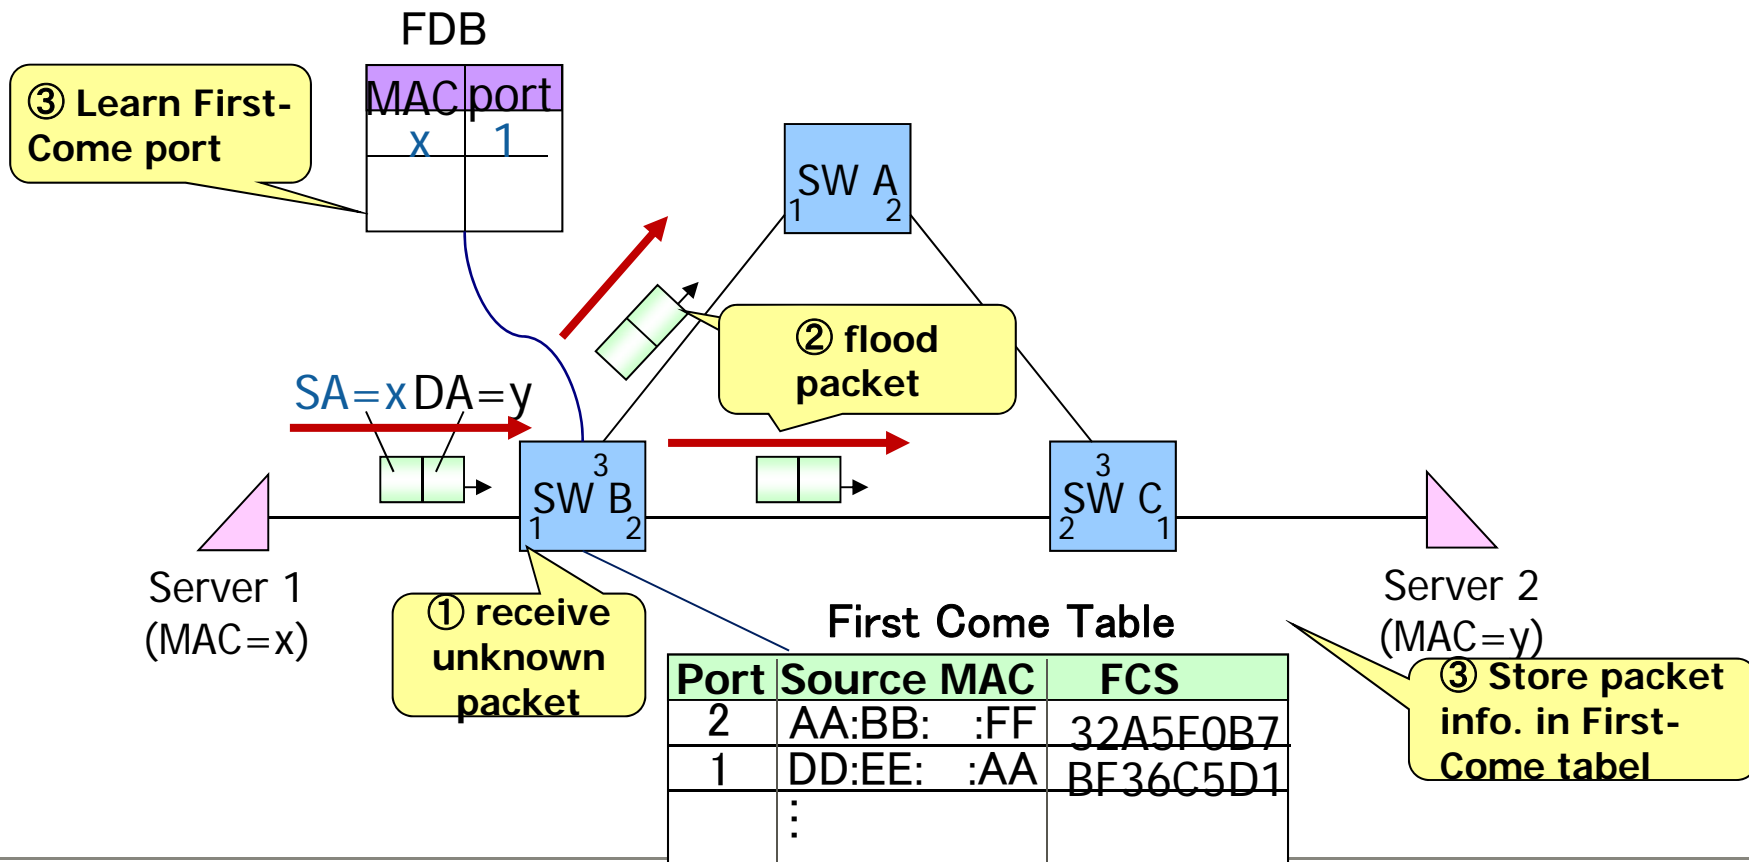 FDB
MAC port
x 1
③ Learn First-
Come port
SW A
1 2
② flood
packet
SA=x DA=y
3
SW B
1 2
3
SW C
2 1
Server 1
(MAC=x)
Server 2
(MAC=y)
① receive
unknown
packet
First Come Table
Port Source MAC FCS
2 AA:BB: :FF 32A5F0B7
1 DD:EE: :AA BF36C5D1
:
③ Store packet
info. in First-
Come tabel